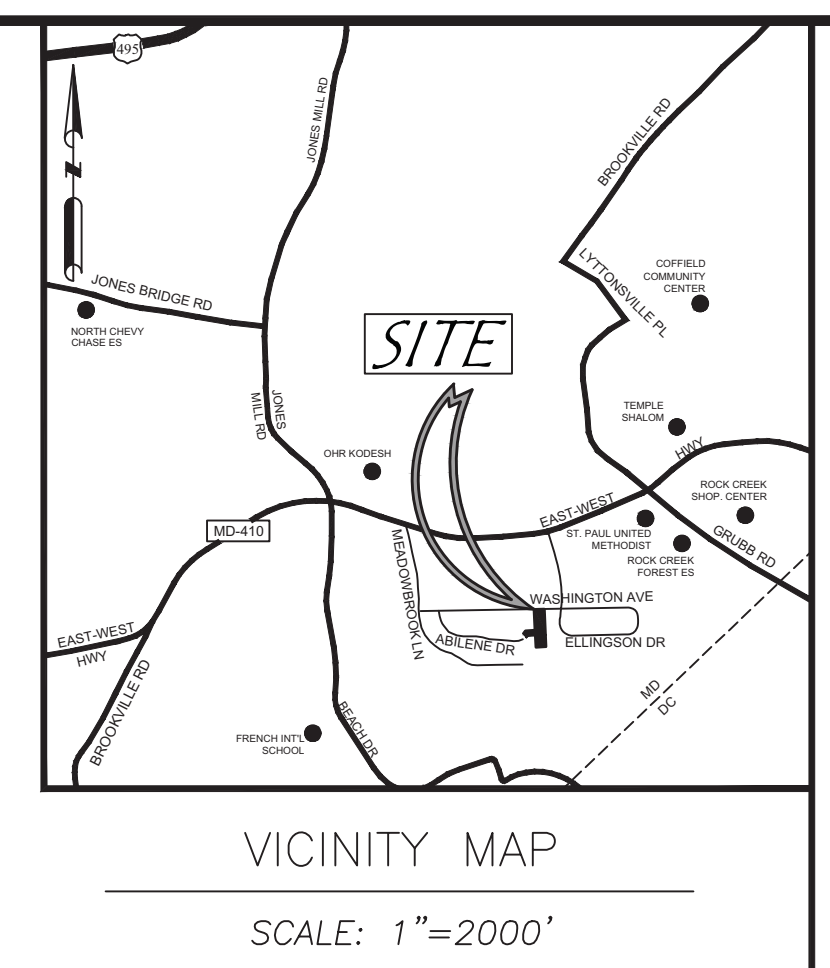 495
JONES MILL RD
BROOKVILLE RD
N
JONES BRIDGE RD
NORTH CHEVY
CHASE ES
LYTTONSVILLE PL
COFFIELD
COMMUNITY
CENTER
SITE
JONES
MILL RD
TEMPLE
SHALOM
OHR KODESH
HWY
ROCK CREEK
SHOP. CENTER
EAST-WEST
MD-410
ST. PAUL UNITED
METHODIST
GRUBB RD
ROCK CREEK
FOREST ES
MEADOWBROOK LN
WASHINGTON AVE
ABILENE DR
ELLINGSON DR
EAST-WEST
HWY
BROOKVILLE RD
MD
DC
FRENCH INT'L
SCHOOL
BEACH DR
VICINITY MAP
SCALE: 1"=2000'